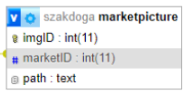 v szakdoga marketpicture
imgID : int(11)
# marketID : int(11)
path : text